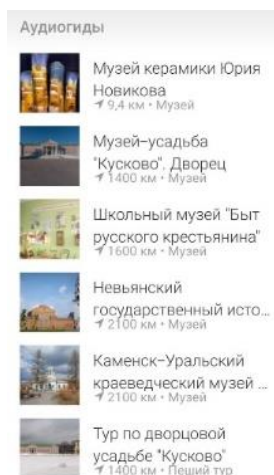 Аудиогиды
Музей керамики Юрия
Новикова
9,4 км • Музей
Музей-усадьба
"Кусково". Дворец
1400 км • Музей
Школьный музей "Быт
русского крестьянина"
1600 км • Музей
Невьянский
государственный исто...
2100 км • Музей
Каменск-Уральский
краеведческий музей ...
2100 км • Музей
Тур по дворцовой
усадьбе "Кусково"
1400 км • Пеший тур